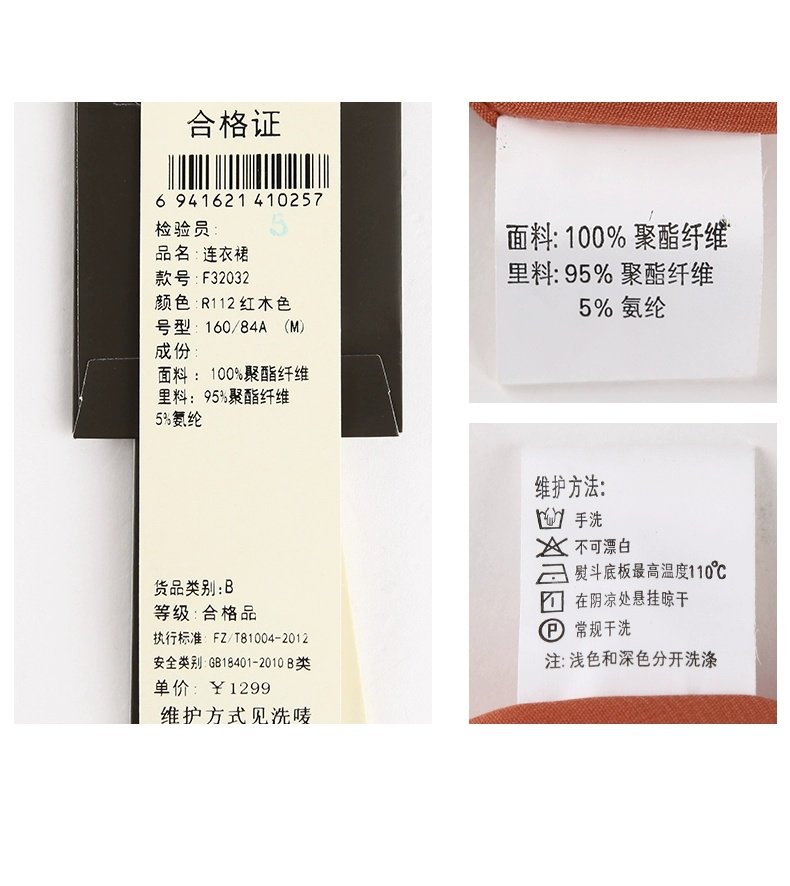 合格证
6 941621 410257
检验员: 5
品名:连衣裙
款号:F32032
颜色:R112 红木色
号型:160/84A (M)
成份:
面料: 100%聚酯纤维
里料: 95%聚酯纤维
5%氨纶
货品类别:B
等级:合格品
执行标准: FZ/T81004-2012
安全类别:GB18401-2010 B类
单价: ¥1299
维护方式见洗唛
面料:100% 聚酯纤维
里料:95% 聚酯纤维
5% 氨纶
维护方法:
手洗
不可漂白
熨斗底板最高温度110℃
在阴凉处悬挂晾干
P 常规干洗
注:浅色和深色分开洗涤